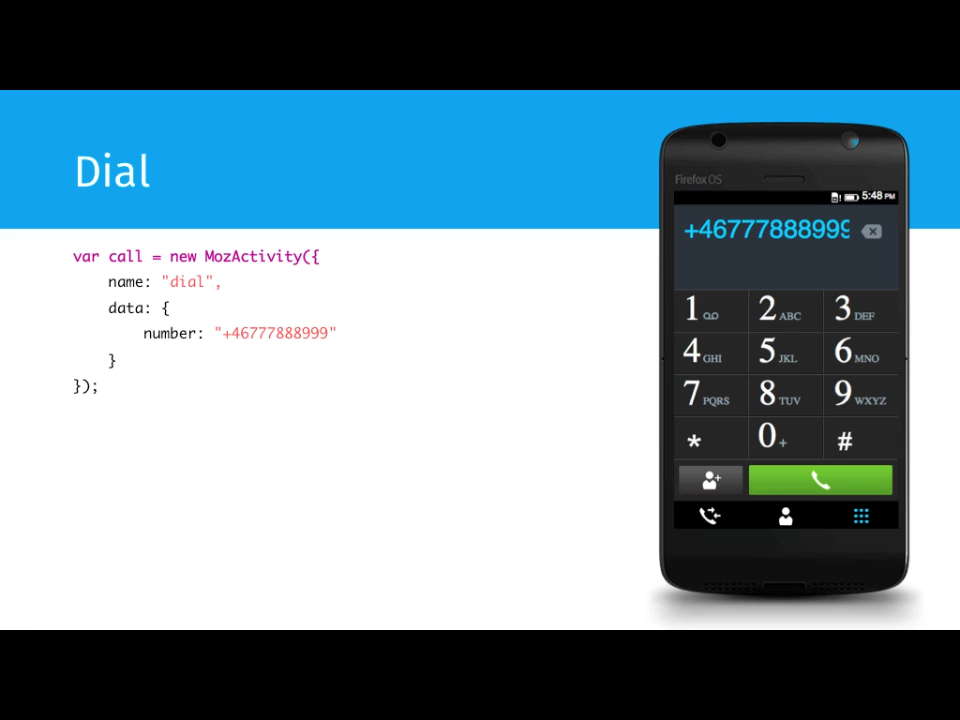 Dial
var call = new MozActivity({
name: "dial",
data: {
number: "+46777888999"
}
});
Firefox OS
5:48 PM
+46777888999
1 2 ABC 3 DEF
4 GHI 5 JKL 6 MNO
7 PQRS 8 TUV 9 WXYZ
* 0 + #